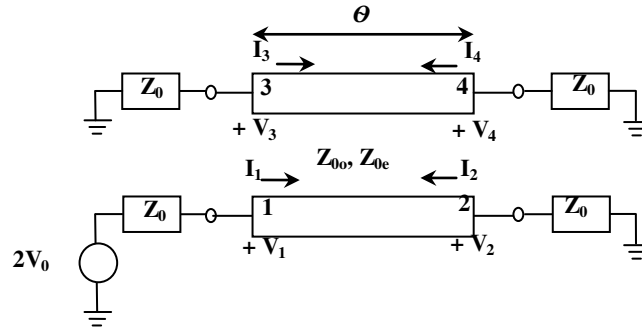 Θ
I3 I4
Z0 3 4 Z0
+ V3 + V4
I1 Z0o, Z0e I2
Z0 1 2 Z0
+ V1 + V2
2V0